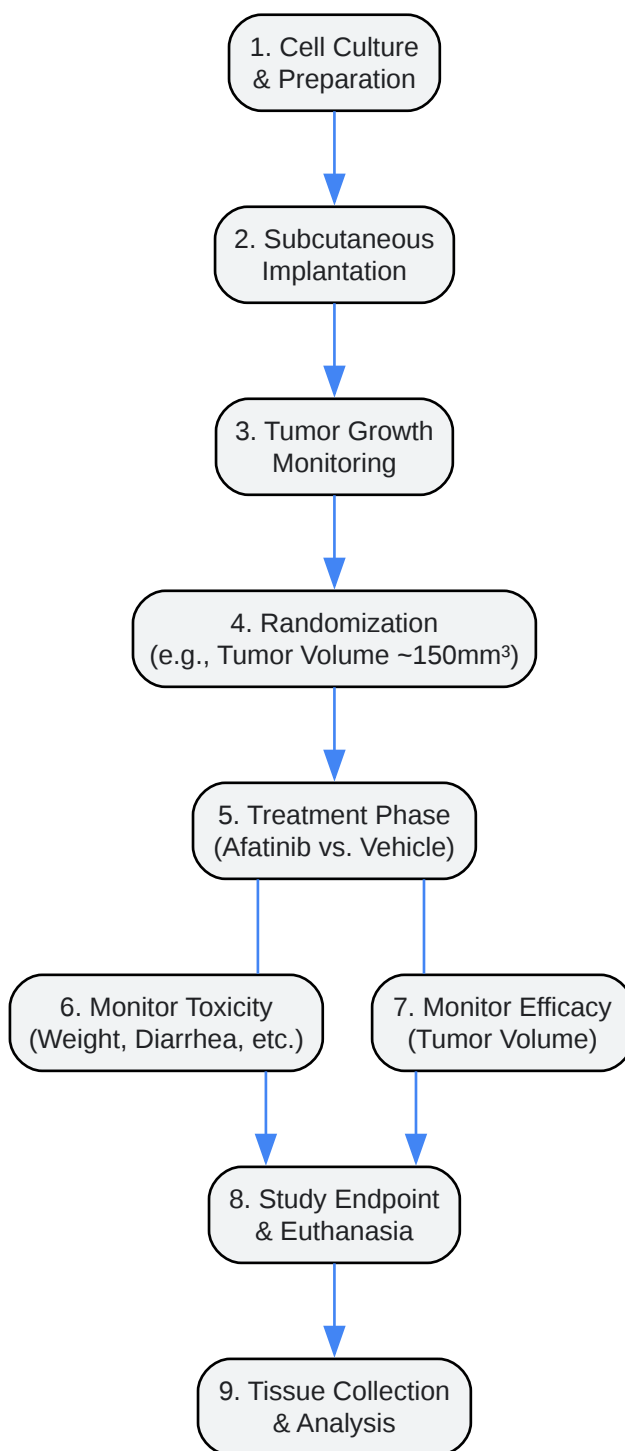 1. Cell Culture
& Preparation
2. Subcutaneous
Implantation
3. Tumor Growth
Monitoring
4. Randomization
(e.g., Tumor Volume ~150mm³)
5. Treatment Phase
(Afatinib vs. Vehicle)
6. Monitor Toxicity
(Weight, Diarrhea, etc.)
7. Monitor Efficacy
(Tumor Volume)
8. Study Endpoint
& Euthanasia
9. Tissue Collection
& Analysis